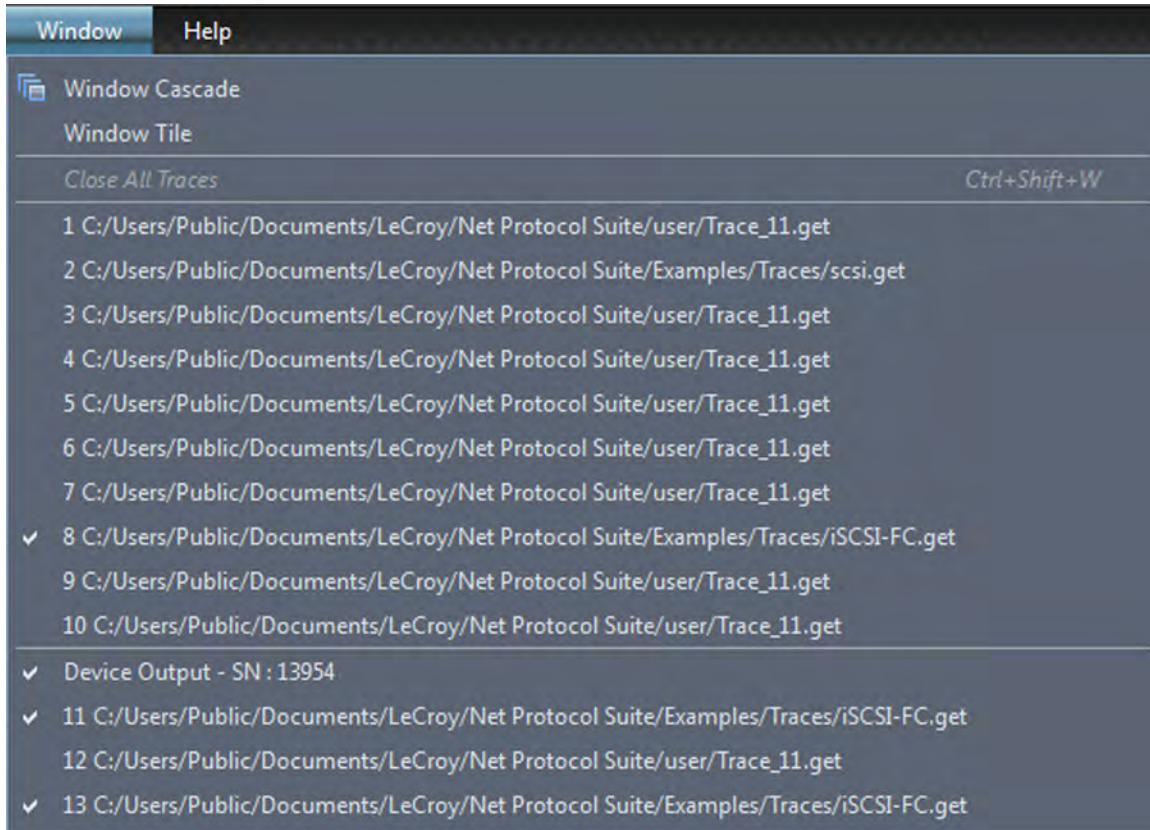 Window Help
Window Cascade
Window Tile
Close All Traces Ctrl+Shift+W
1 C:/Users/Public/Documents/LeCroy/Net Protocol Suite/user/Trace_11.get
2 C:/Users/Public/Documents/LeCroy/Net Protocol Suite/Examples/Traces/scsi.get
3 C:/Users/Public/Documents/LeCroy/Net Protocol Suite/user/Trace_11.get
4 C:/Users/Public/Documents/LeCroy/Net Protocol Suite/user/Trace_11.get
5 C:/Users/Public/Documents/LeCroy/Net Protocol Suite/user/Trace_11.get
6 C:/Users/Public/Documents/LeCroy/Net Protocol Suite/user/Trace_11.get
7 C:/Users/Public/Documents/LeCroy/Net Protocol Suite/user/Trace_11.get
8 C:/Users/Public/Documents/LeCroy/Net Protocol Suite/Examples/Traces/iSCSI-FC.get
9 C:/Users/Public/Documents/LeCroy/Net Protocol Suite/user/Trace_11.get
10 C:/Users/Public/Documents/LeCroy/Net Protocol Suite/user/Trace_11.get
Device Output - SN : 13954
11 C:/Users/Public/Documents/LeCroy/Net Protocol Suite/Examples/Traces/iSCSI-FC.get
12 C:/Users/Public/Documents/LeCroy/Net Protocol Suite/user/Trace_11.get
13 C:/Users/Public/Documents/LeCroy/Net Protocol Suite/Examples/Traces/iSCSI-FC.get